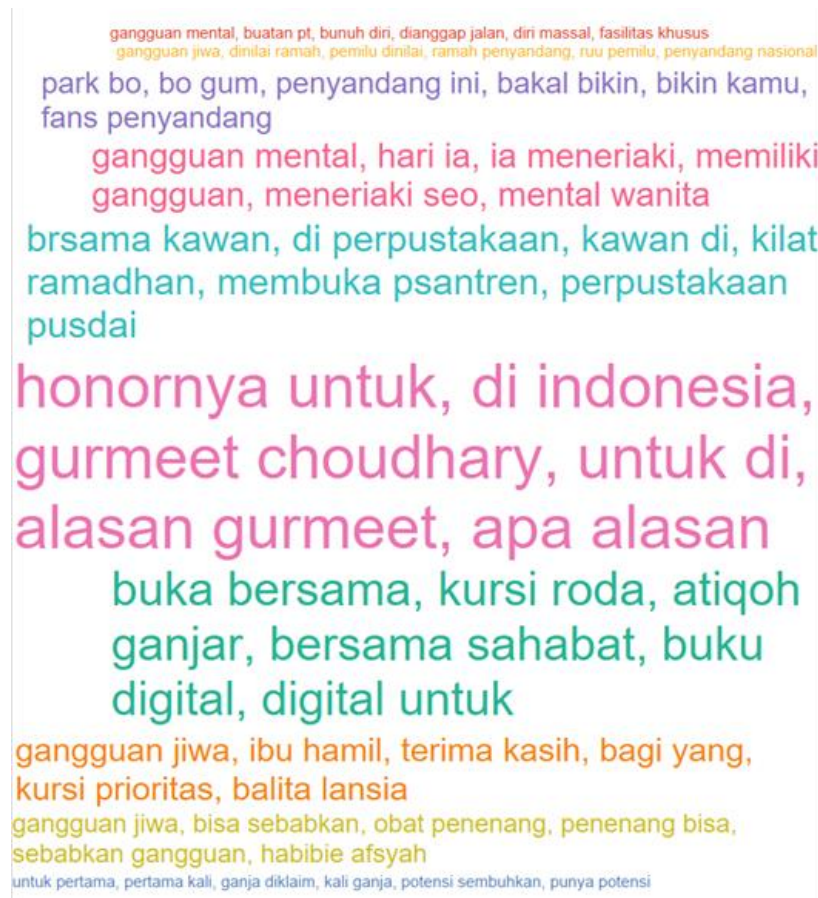 gangguan mental, buatan pt, bunuh diri, dianggap jalan, diri massal, fasilitas khusus
gangguan jiwa, dinilai ramah, pemilu dinilai, ramah penyandang, ruu pemilu, penyandang nasional
park bo, bo gum, penyandang ini, bakal bikin, bikin kamu,
fans penyandang
gangguan mental, hari ia, ia meneriaki, memiliki
gangguan, meneriaki seo, mental wanita
brsama kawan, di perpustakaan, kawan di, kilat
ramadhan, membuka psantren, perpustakaan
pusdai
honornya untuk, di indonesia,
gurmeet choudhary, untuk di,
alasan gurmeet, apa alasan
buka bersama, kursi roda, atiqoh
ganjar, bersama sahabat, buku
digital, digital untuk
gangguan jiwa, ibu hamil, terima kasih, bagi yang,
kursi prioritas, balita lansia
gangguan jiwa, bisa sebabkan, obat penenang, penenang bisa,
sebabkan gangguan, habibie afsyah
untuk pertama, pertama kali, ganja diklaim, kali ganja, potensi sembuhkan, punya potensi